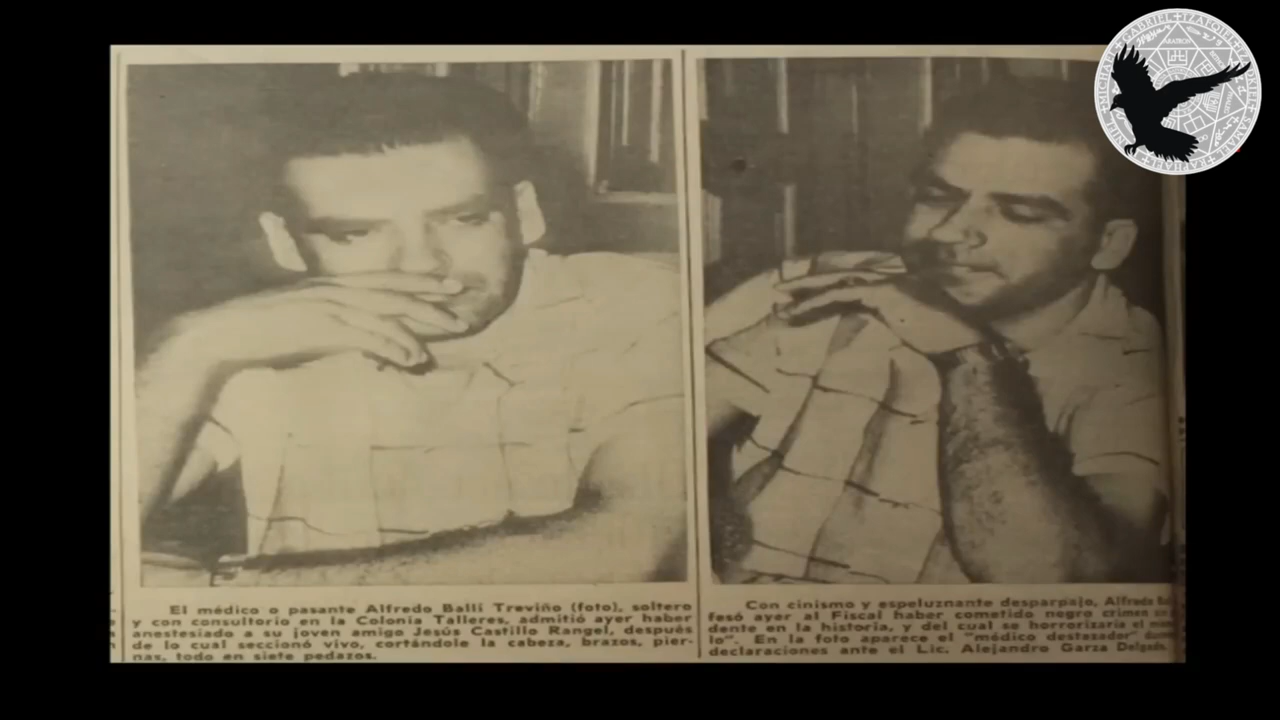 El médico o pasante Alfredo Ballí Treviño (foto), soltero
y con consultorio en la Colonia Talleres, admitió ayer haber
anestesiado a su joven amigo Jesús Castillo Rangel, después
de lo cual seccionó vivo, cortándole la cabeza, brazos, pier-
nas, todo en siete pedazos.
Con cinismo y espeluznante desparpajo, Alfredo
fesó ayer al Fiscal haber cometido negro crimen
dente en la historia, y del cual se horrorizaría el
lo". En la foto aparece el "médico destazador"
declaraciones ante el Lic. Alejandro Garza Delgado.
GABRIEL
SAMAEL
RAPHAEL